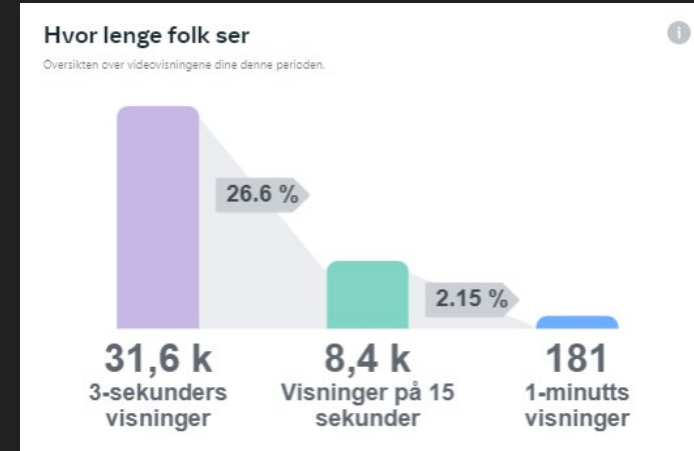 Hvor lenge folk ser
i
Oversikten over videovisningene dine denne perioden.
26.6 %
2.15 %
31,6 k
3-sekunders
visninger
8,4 k
Visninger på 15
sekunder
181
1-minutts
visninger